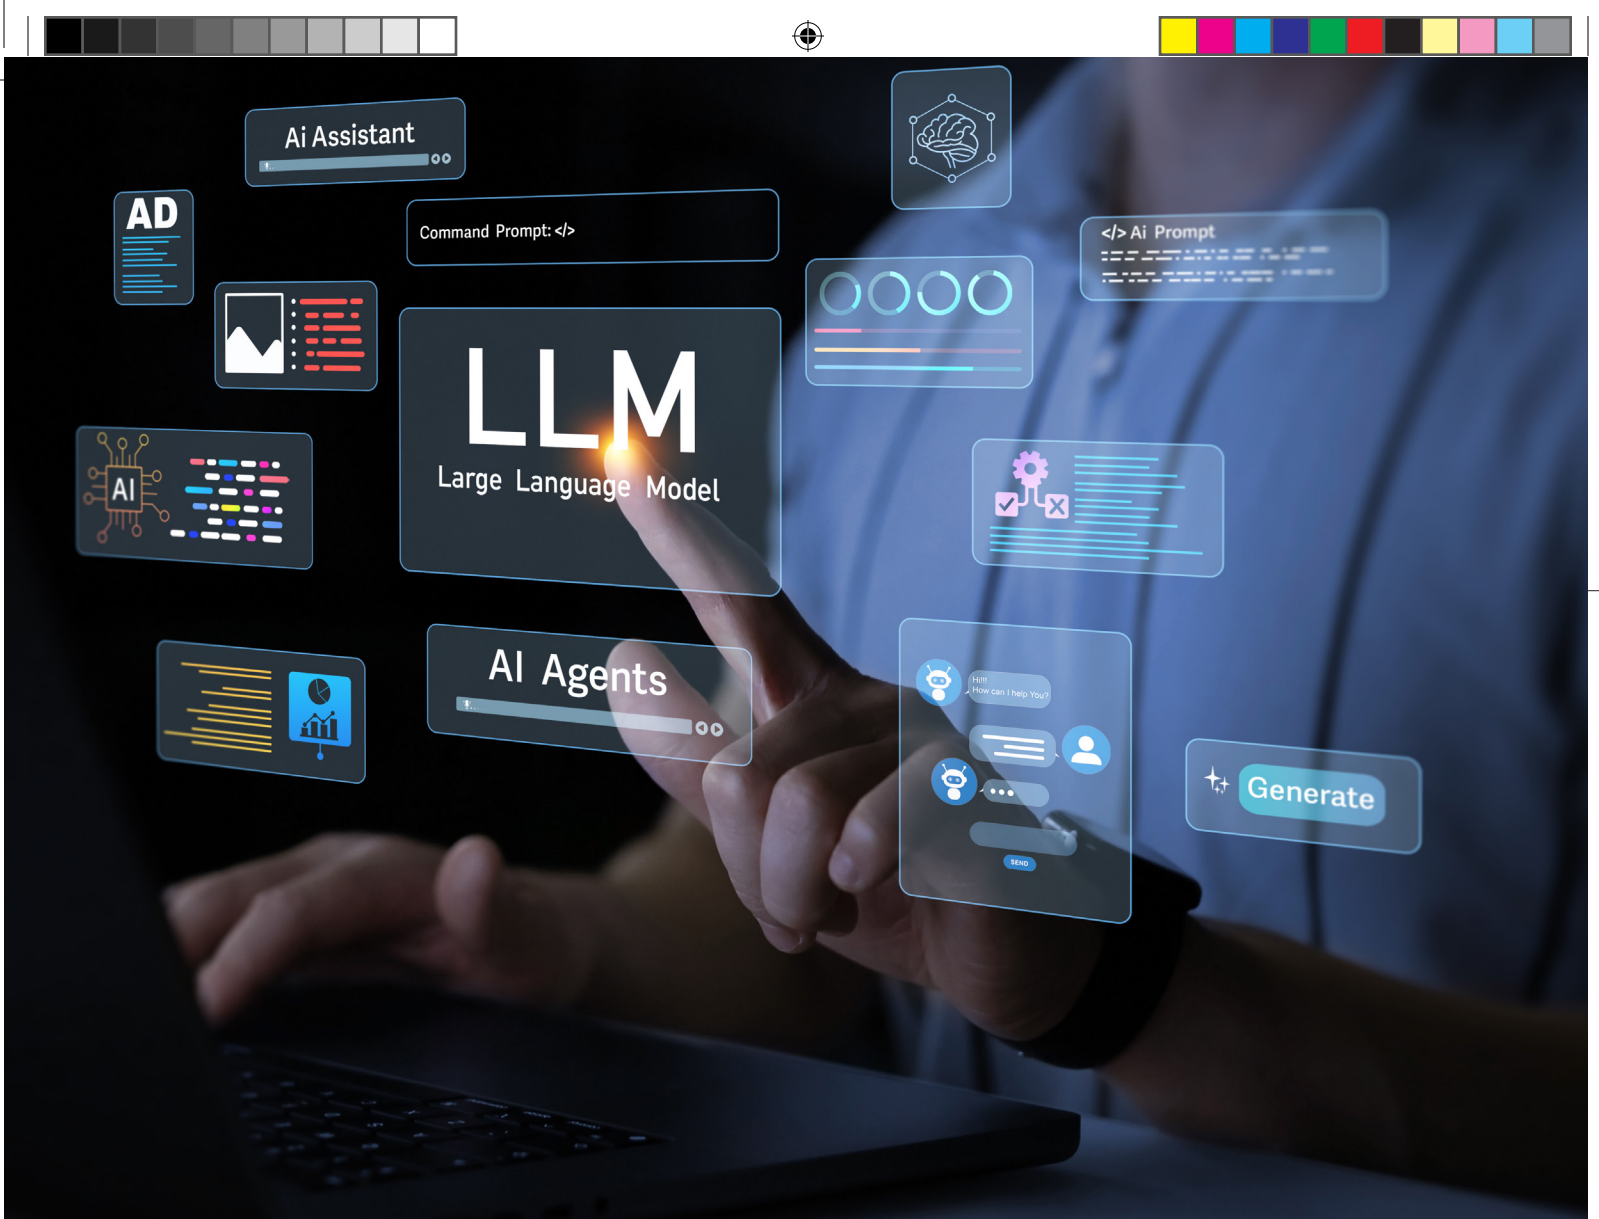 Ai Assistant
AD
Command Prompt: </>
</> Ai Prompt
LLM
Large Language Model
AI
AI Agents
Hi!!!
How can I help You?
SEND
Generate